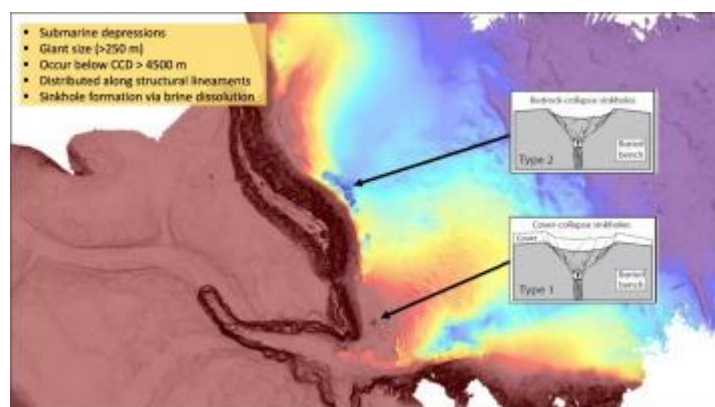 ▪ Submarine depressions
▪ Giant size (>250 m)
▪ Occur below CCD > 4500 m
▪ Distributed along structural lineaments
▪ Sinkhole formation via brine dissolution
Bedrock-collapse sinkholes
Buried
bench
Type 2
Cover-collapse sinkholes
Cover
Buried
bench
Type 1